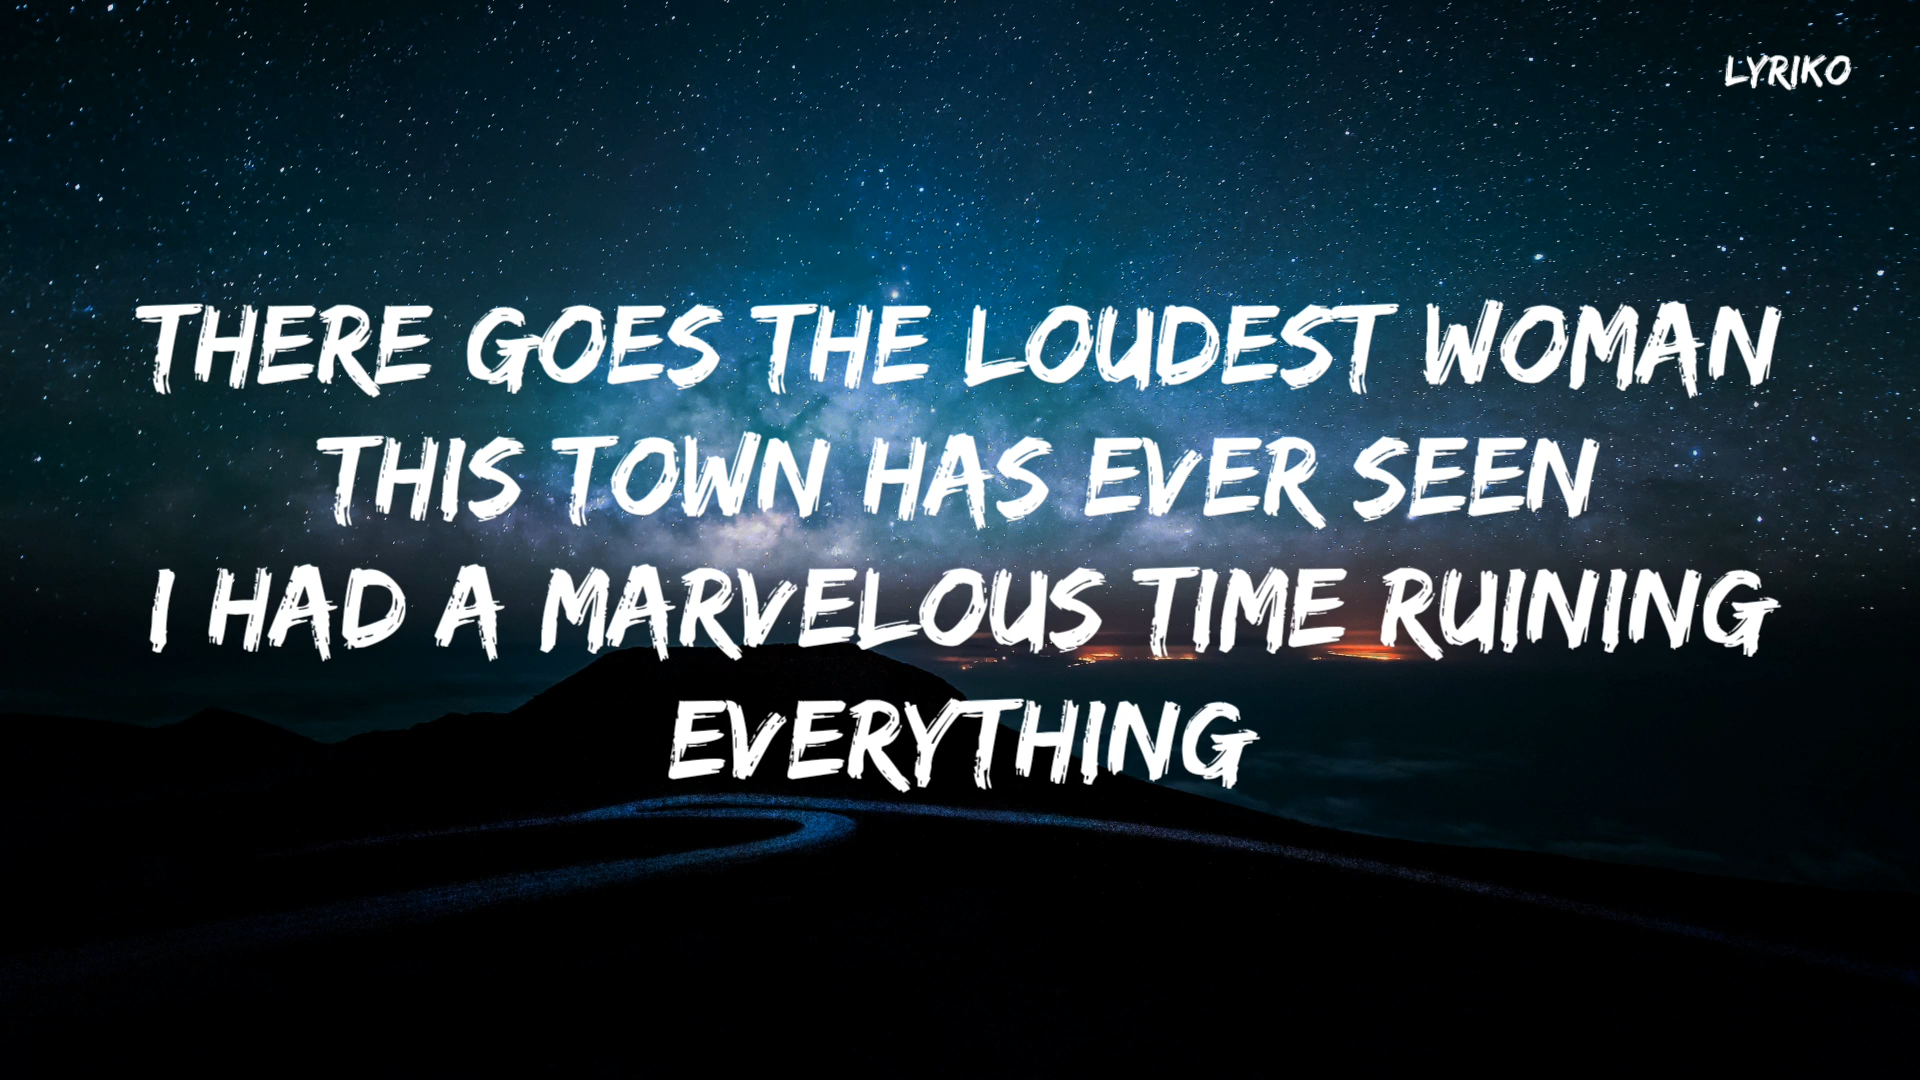 LYRIKO
THERE GOES THE LOUDEST WOMAN
THIS TOWN HAS EVER SEEN
I HAD A MARVELOUS TIME RUINING
EVERYTHING